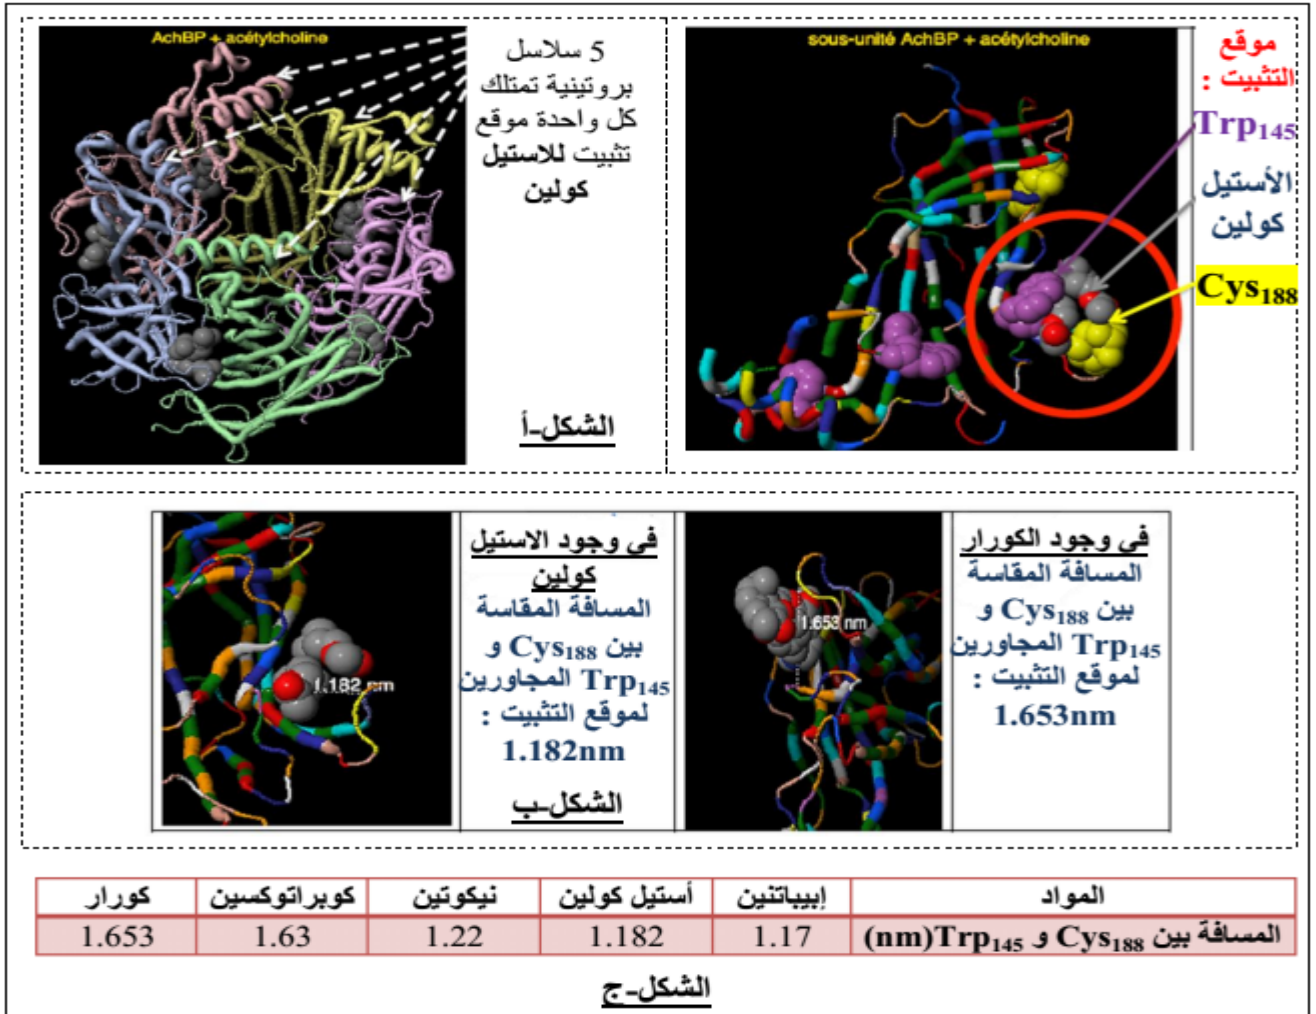 AchBP + acétylcholine
5 سلاسل
بروتينية تمتلك
كل واحدة موقع
تثبيت للاستيل
كولين
الشكل-أ
sous-unité AchBP + acétylcholine
موقع
التثبيت :
Trp145
الأستيل
كولين
Cys188
1.182 nm
في وجود الاستيل
كولين
المسافة المقاسة
بين Cys188 و
Trp145 المجاورين
لموقع التثبيت :
1.182nm
الشكل-ب
1.653 nm
في وجود الكورار
المسافة المقاسة
بين Cys188 و
Trp145 المجاورين
لموقع التثبيت :
1.653nm
المواد إبيباتنين أستيل كولين نيكوتين كوبراتوكسين كورار
المسافة بين Cys188 و Trp145(nm) 1.17 1.182 1.22 1.63 1.653
الشكل-ج